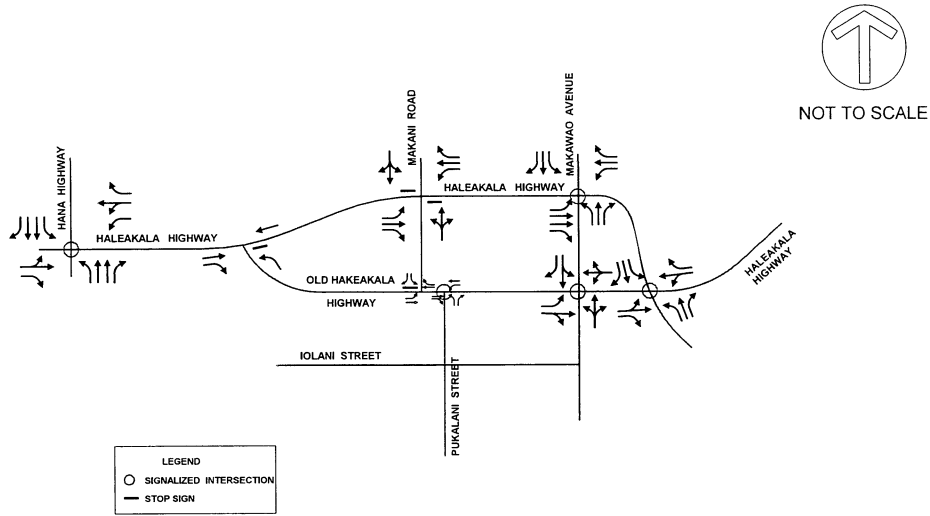 NOT TO SCALE
HANA HIGHWAY
HALEAKALA HIGHWAY
MAKANI ROAD
HALEAKALA HIGHWAY
MAKAWAO AVENUE
HALEAKALA
HIGHWAY
OLD HAKEAKALA
HIGHWAY
IOLANI STREET
PUKALANI STREET
LEGEND
SIGNALIZED INTERSECTION
STOP SIGN